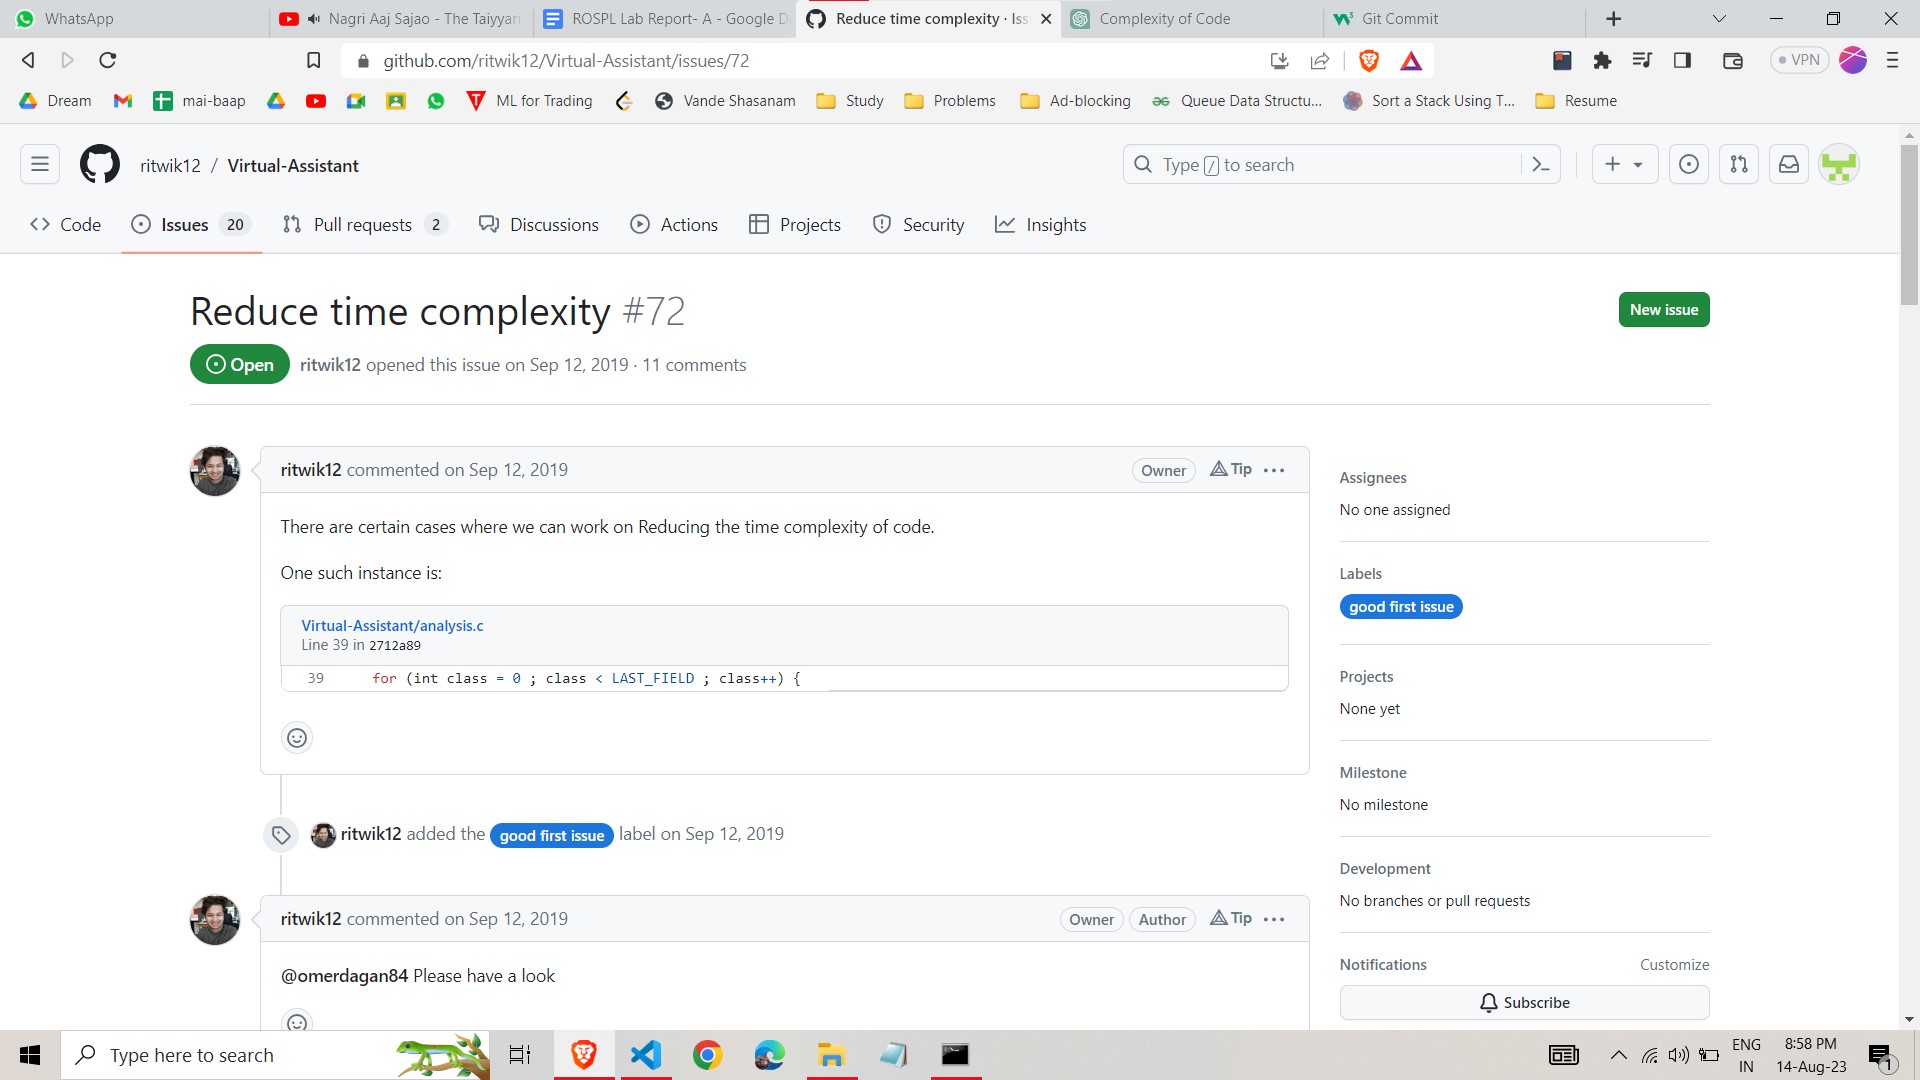 WhatsApp
Nagri Aaj Sajao - The Taiyyari
ROSPL Lab Report- A - Google D
Reduce time complexity · Iss
Complexity of Code
Git Commit
github.com/ritwik12/Virtual-Assistant/issues/72
VPN
Dream
mai-baap
ML for Trading
Vande Shasanam
Study
Problems
Ad-blocking
Queue Data Structu...
Sort a Stack Using T...
Resume
ritwik12 / Virtual-Assistant
Type / to search
Code
Issues 20
Pull requests 2
Discussions
Actions
Projects
Security
Insights
Reduce time complexity #72
New issue
Open
ritwik12 opened this issue on Sep 12, 2019 · 11 comments
ritwik12 commented on Sep 12, 2019
Owner
Tip
There are certain cases where we can work on Reducing the time complexity of code.
One such instance is:
Virtual-Assistant/analysis.c
Line 39 in 2712a89
39 for (int class = 0 ; class < LAST_FIELD ; class++) {
ritwik12 added the good first issue label on Sep 12, 2019
ritwik12 commented on Sep 12, 2019
Owner
Author
Tip
@omerdagan84 Please have a look
Assignees
No one assigned
Labels
good first issue
Projects
None yet
Milestone
No milestone
Development
No branches or pull requests
Notifications
Customize
Subscribe
Type here to search
ENG
IN
8:58 PM
14-Aug-23
1